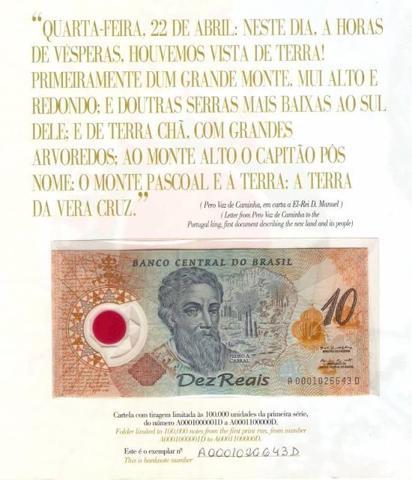 “QUARTA-FEIRA, 22 DE ABRIL: NESTE DIA, A HORAS
DE VÉSPERAS, HOUVEMOS VISTA DE TERRA!
PRIMEIRAMENTE DUM GRANDE MONTE, MUI ALTO E
REDONDO; E DOUTRAS SERRAS MAIS BAIXAS AO SUL
DELE; E DE TERRA CHÃ, COM GRANDES
ARVOREDOS; AO MONTE ALTO O CAPITÃO PÔS
NOME: O MONTE PASCOAL E A TERRA: A TERRA
DA VERA CRUZ.”
( Pero Vaz de Caminha, em carta a El-Rei D. Manuel )
( Letter from Pero Vaz de Caminha to the
Portugal king, first document describing the new land and its people)
BANCO CENTRAL DO BRASIL
10
PEDRO A.
CABRAL
Dez Reais
A0001026643D
Cartela com tiragem limitada às 100.000 unidades da primeira série,
do número A0001000001D a A0001100000D.
Folder limited to 100,000 notes from the first print run, from number
A0001000001D to A0001100000D.
Este é o exemplar nº A0001026643D
This is banknote number